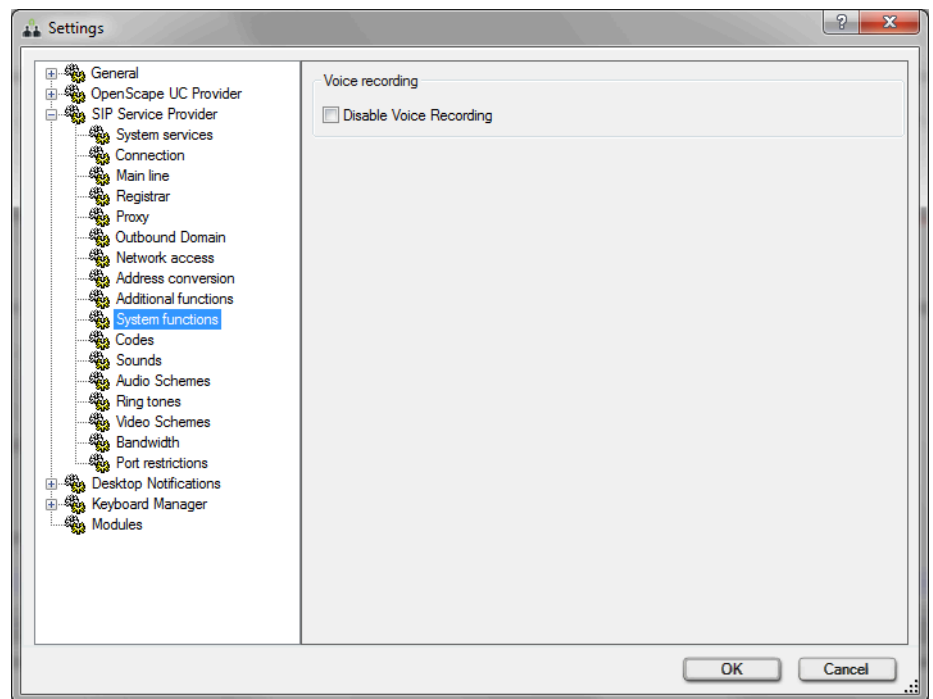 Settings
General
OpenScape UC Provider
SIP Service Provider
System services
Connection
Main line
Registrar
Proxy
Outbound Domain
Network access
Address conversion
Additional functions
System functions
Codes
Sounds
Audio Schemes
Ring tones
Video Schemes
Bandwidth
Port restrictions
Desktop Notifications
Keyboard Manager
Modules
Voice recording
Disable Voice Recording
OK
Cancel